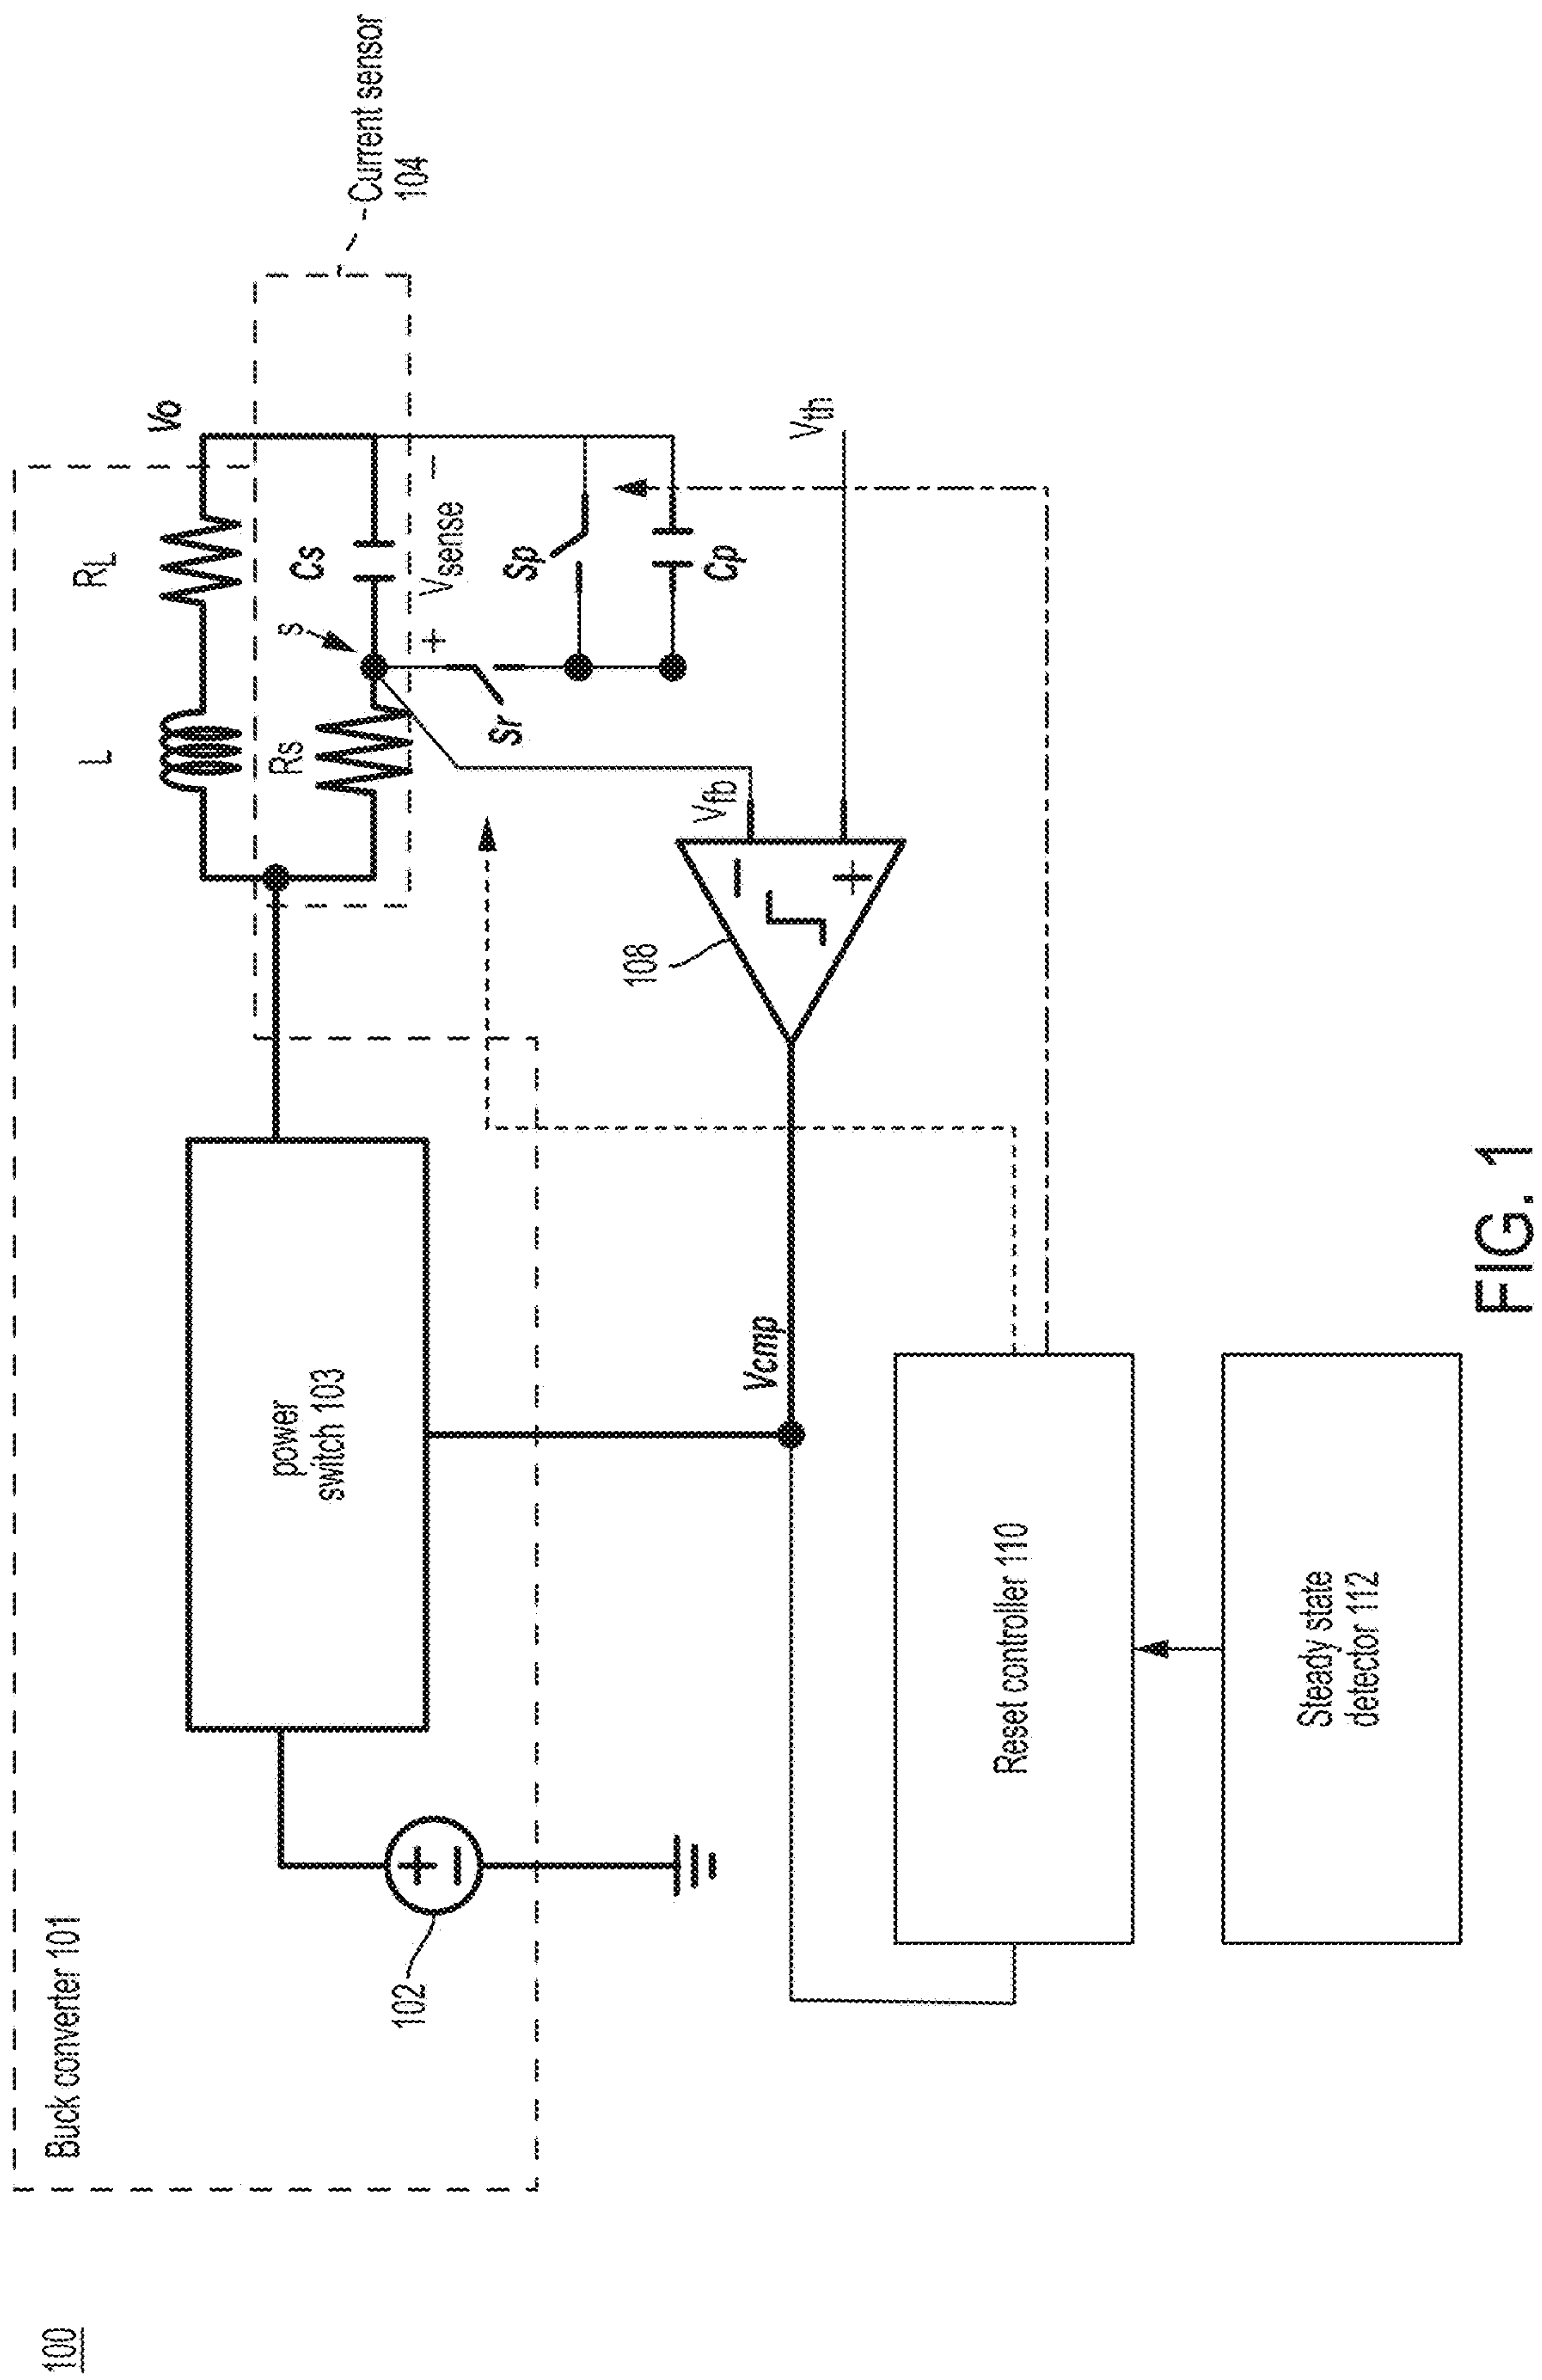 100
Buck converter 101
102
power
switch 103
L
RL
Vo
Rs
s
Cs
Current sensor
104
+
Vsense
−
Sr
Sp
Cp
108
Vfb
Vth
−
+
Vcmp
Reset controller 110
Steady state
detector 112
+
−
FIG. 1